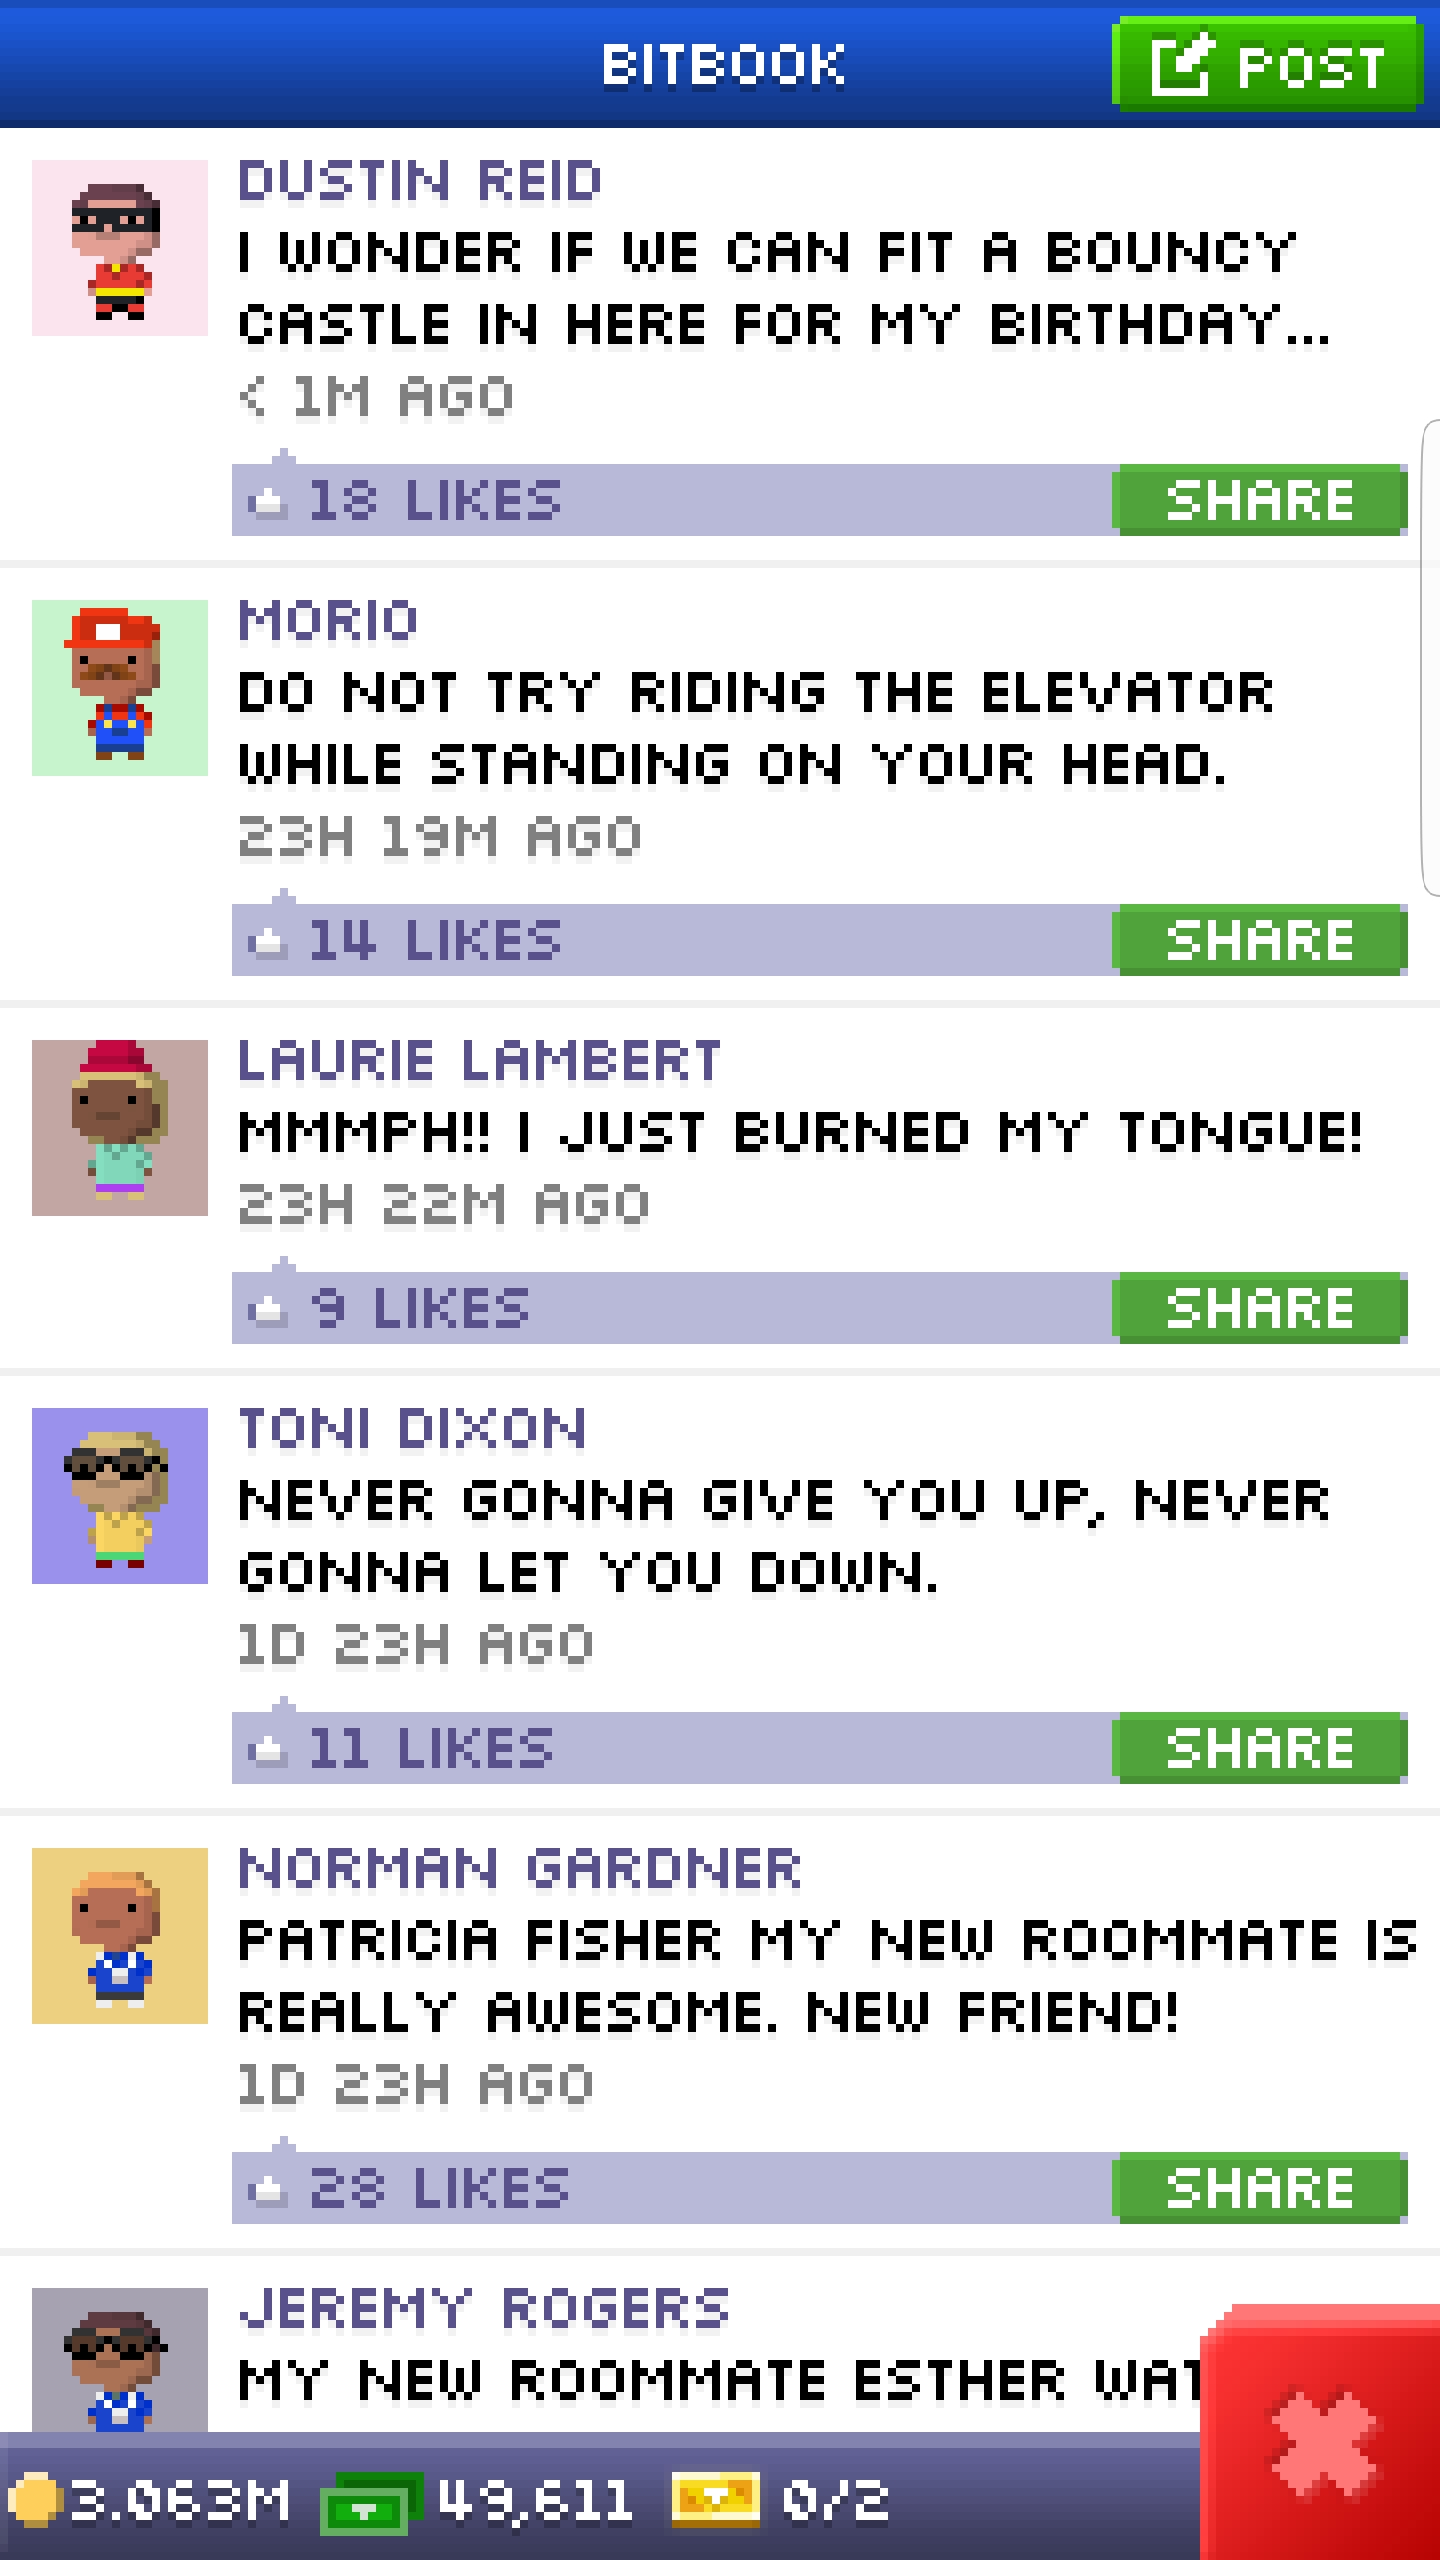 BITBOOK
POST
DUSTIN REID
I WONDER IF WE CAN FIT A BOUNCY
CASTLE IN HERE FOR MY BIRTHDAY...
< 1M AGO
18 LIKES
SHARE
MORIO
DO NOT TRY RIDING THE ELEVATOR
WHILE STANDING ON YOUR HEAD.
23H 19M AGO
14 LIKES
SHARE
LAURIE LAMBERT
MMMPH!! I JUST BURNED MY TONGUE!
23H 22M AGO
9 LIKES
SHARE
TONI DIXON
NEVER GONNA GIVE YOU UP, NEVER
GONNA LET YOU DOWN.
1D 23H AGO
11 LIKES
SHARE
NORMAN GARDNER
PATRICIA FISHER MY NEW ROOMMATE IS
REALLY AWESOME. NEW FRIEND!
1D 23H AGO
28 LIKES
SHARE
JEREMY ROGERS
MY NEW ROOMMATE ESTHER WAT
3.063M
49,611
0/2